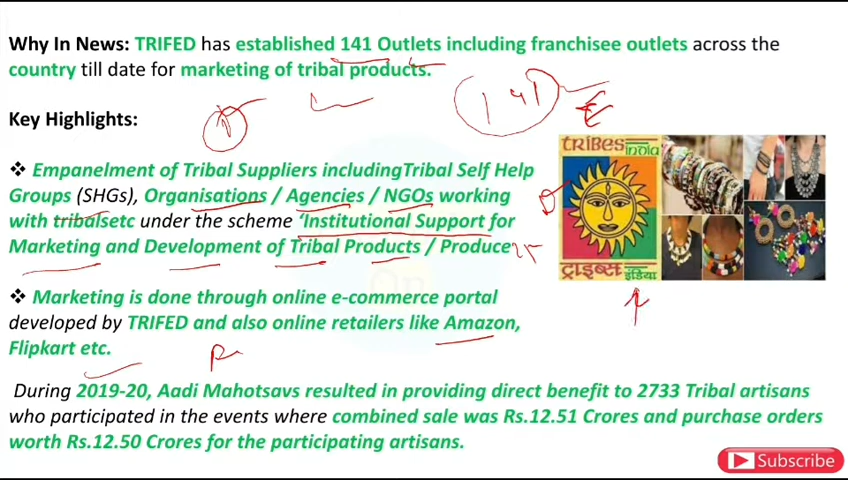 Why In News: TRIFED has established 141 Outlets including franchisee outlets across the
country till date for marketing of tribal products.
141
Key Highlights:
❖ Empanelment of Tribal Suppliers includingTribal Self Help
Groups (SHGs), Organisations / Agencies / NGOs working
with tribalsetc under the scheme ‘Institutional Support for
Marketing and Development of Tribal Products / Produce
TRIBES
India
ट्राइब्स
इंडिया
❖ Marketing is done through online e-commerce portal
developed by TRIFED and also online retailers like Amazon,
Flipkart etc.
During 2019-20, Aadi Mahotsavs resulted in providing direct benefit to 2733 Tribal artisans
who participated in the events where combined sale was Rs.12.51 Crores and purchase orders
worth Rs.12.50 Crores for the participating artisans.
Subscribe